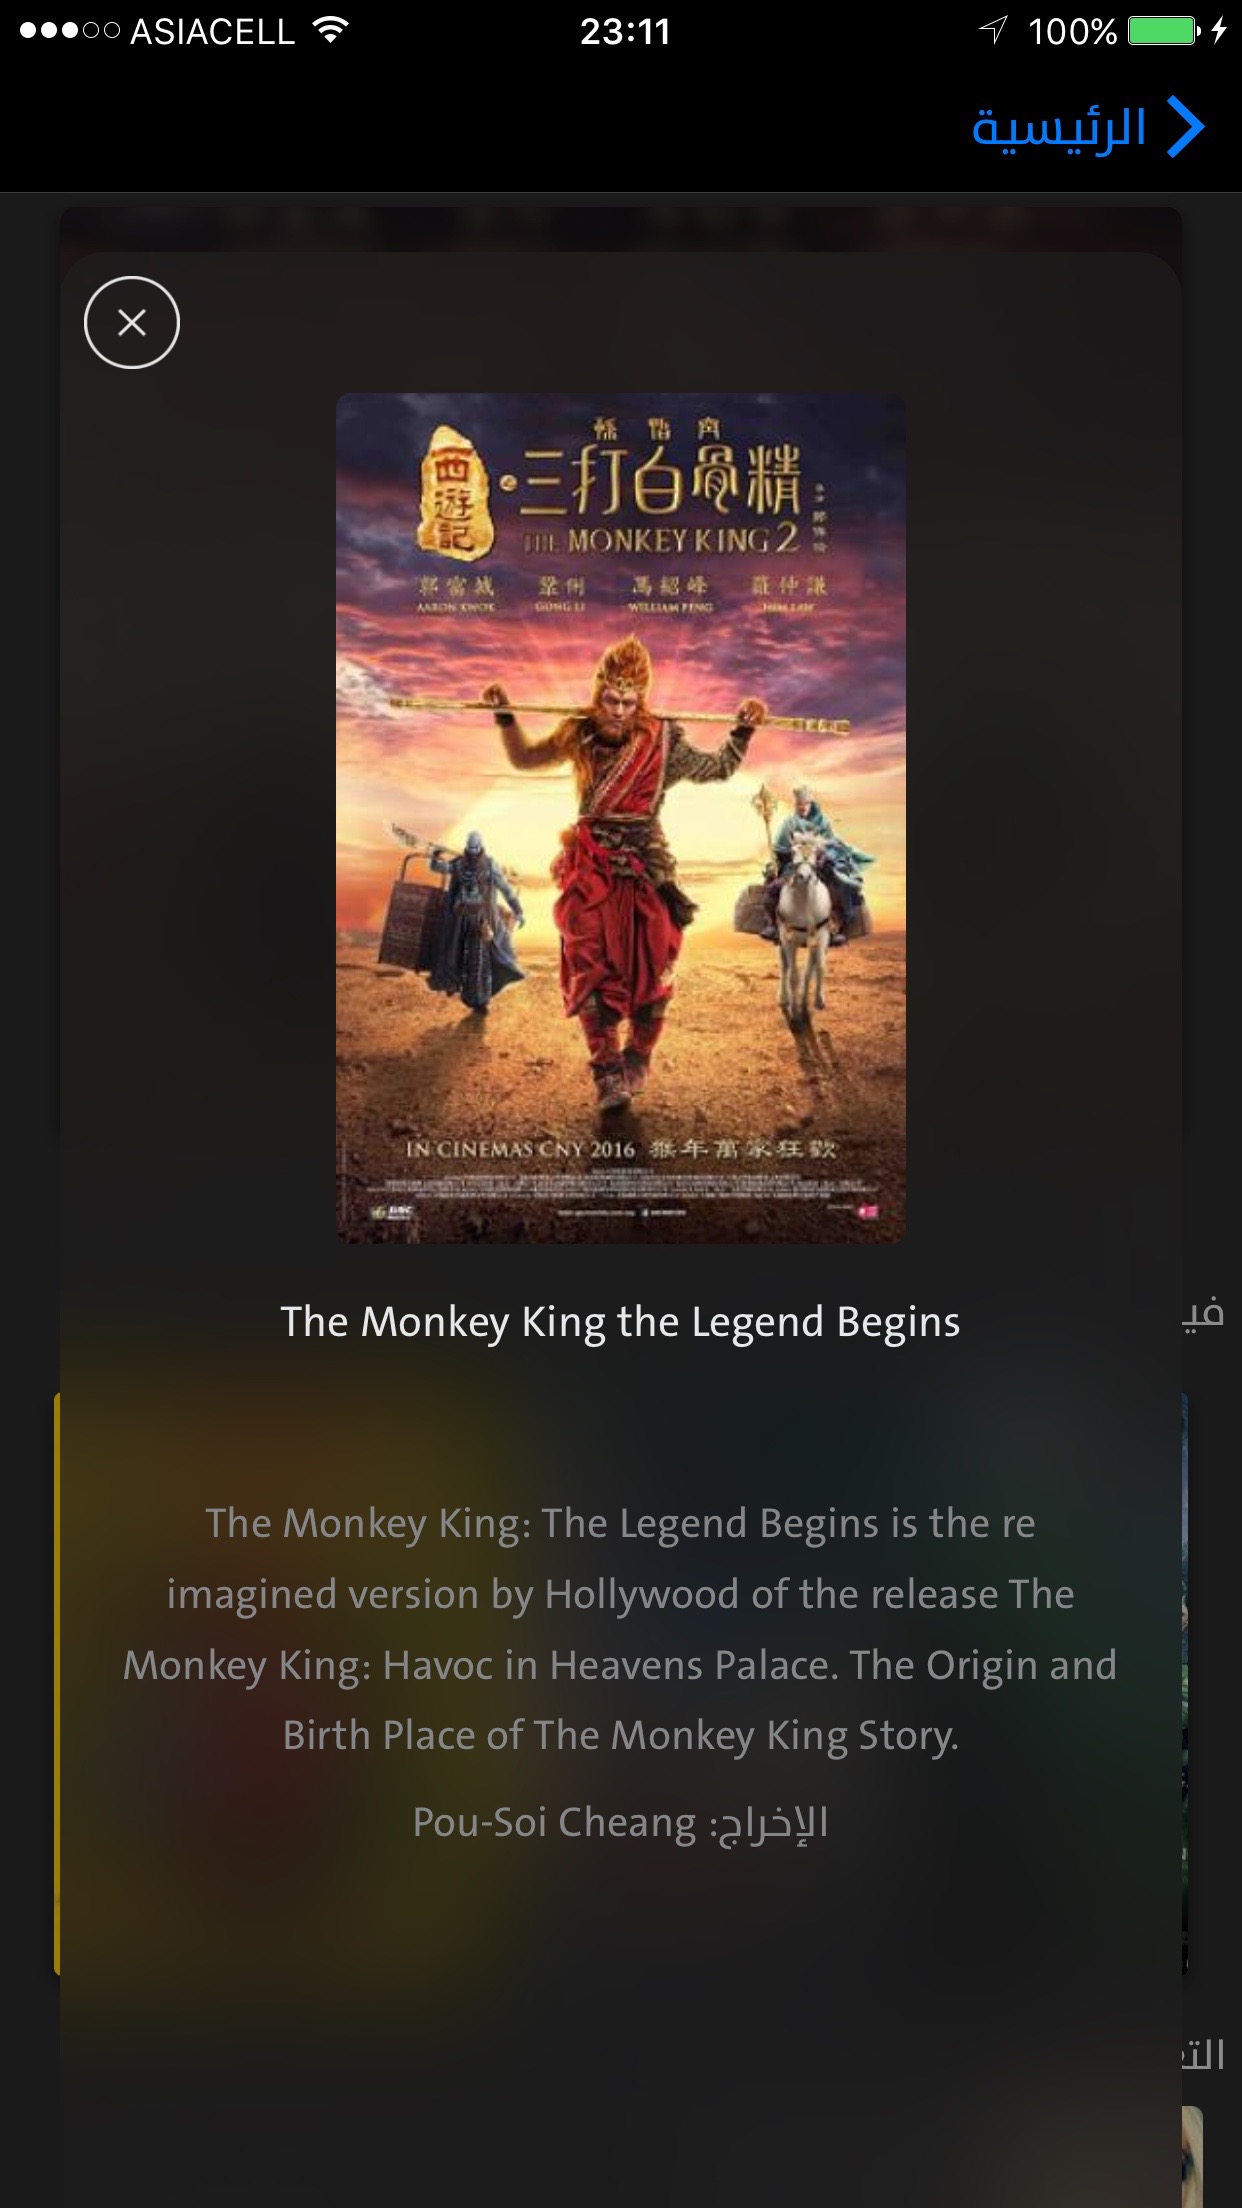 ASIACELL 23:11 100%
الرئيسية
孫悟空
西遊記之·三打白骨精
THE MONKEY KING 2
郭富城 鞏俐 馮紹峰 羅仲謙
AARON KWOK GONG LI WILLIAM FENG HIM LAW
IN CINEMAS CNY 2016 猴年萬家狂歡
The Monkey King the Legend Begins
في
The Monkey King: The Legend Begins is the re
imagined version by Hollywood of the release The
Monkey King: Havoc in Heavens Palace. The Origin and
Birth Place of The Monkey King Story.
الإخراج: Pou-Soi Cheang